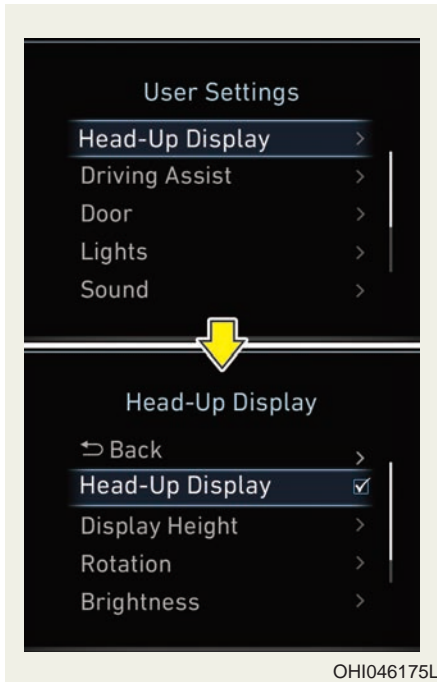 User Settings
Head-Up Display >
Driving Assist >
Door >
Lights >
Sound >
Head-Up Display
⮌ Back >
Head-Up Display ☑
Display Height >
Rotation >
Brightness >
OHI046175L